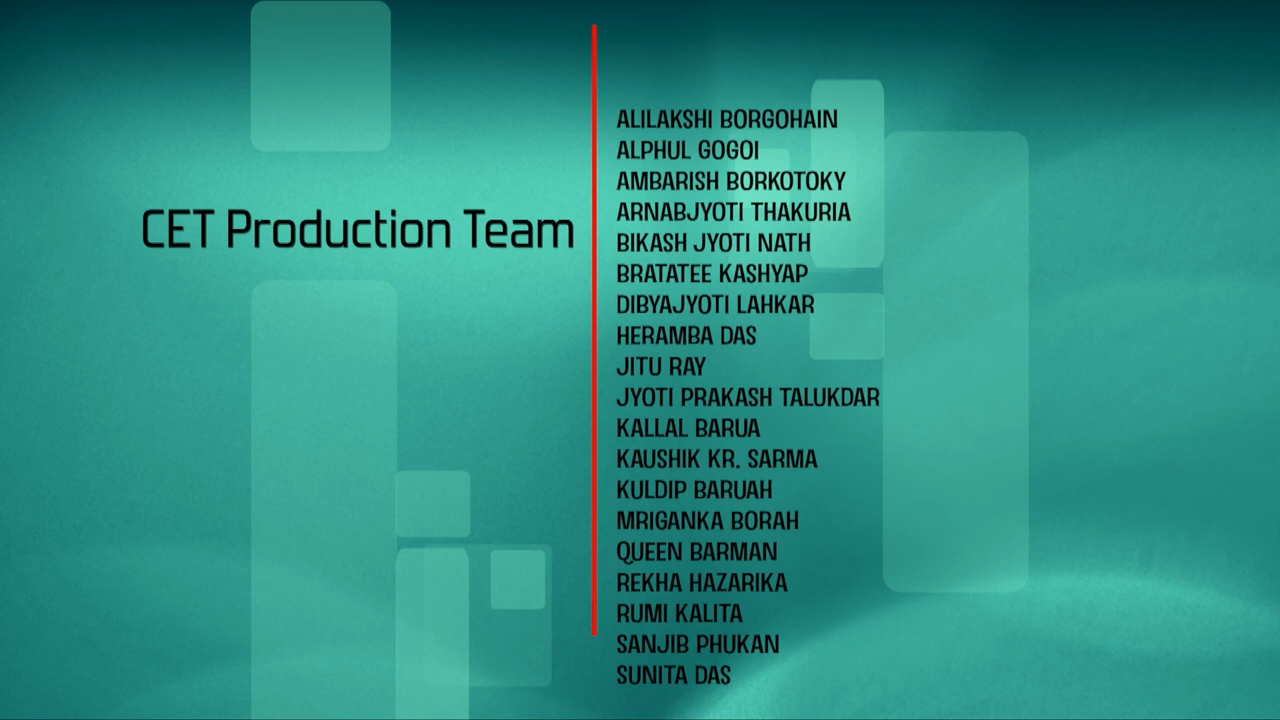 CET Production Team
ALILAKSHI BORGOHAIN
ALPHUL GOGOI
AMBARISH BORKOTOKY
ARNABJYOTI THAKURIA
BIKASH JYOTI NATH
BRATATEE KASHYAP
DIBYAJYOTI LAHKAR
HERAMBA DAS
JITU RAY
JYOTI PRAKASH TALUKDAR
KALLAL BARUA
KAUSHIK KR. SARMA
KULDIP BARUAH
MRIGANKA BORAH
QUEEN BARMAN
REKHA HAZARIKA
RUMI KALITA
SANJIB PHUKAN
SUNITA DAS